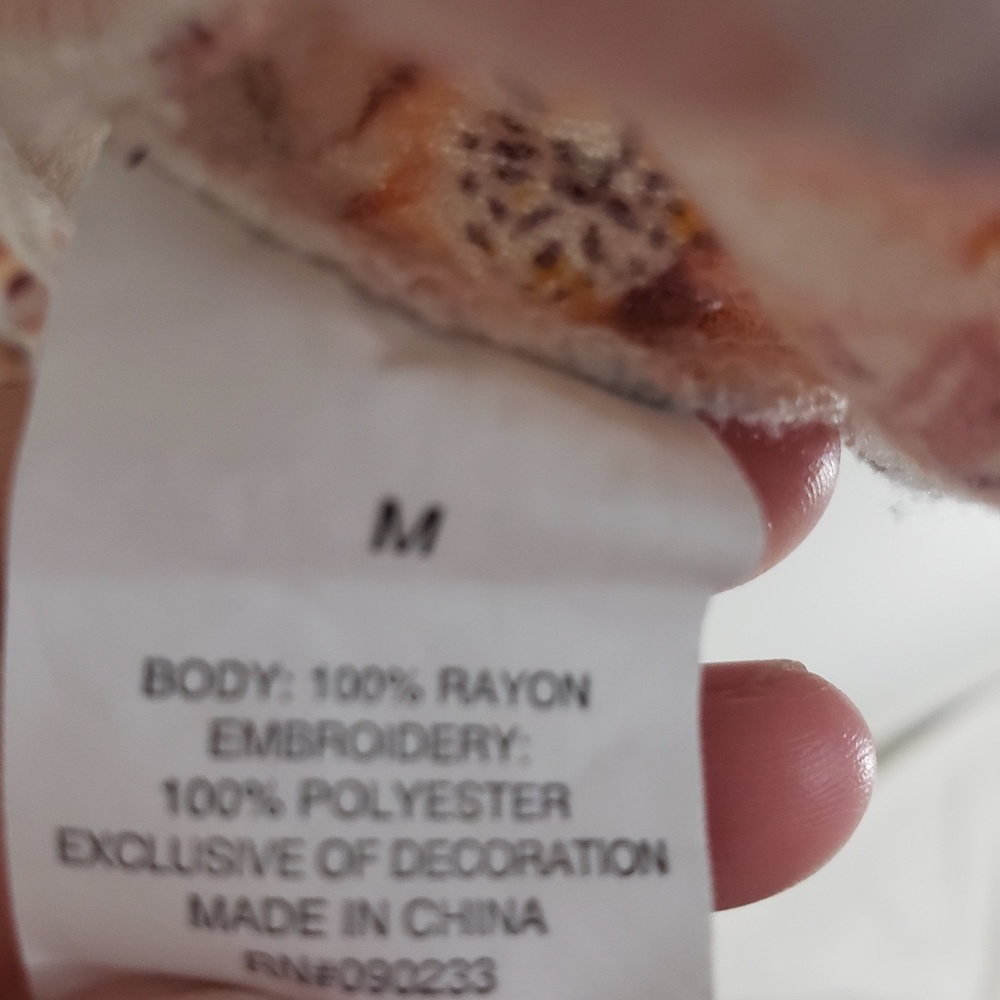 M
BODY: 100% RAYON
EMBROIDERY:
100% POLYESTER
EXCLUSIVE OF DECORATION
MADE IN CHINA
RN#090233